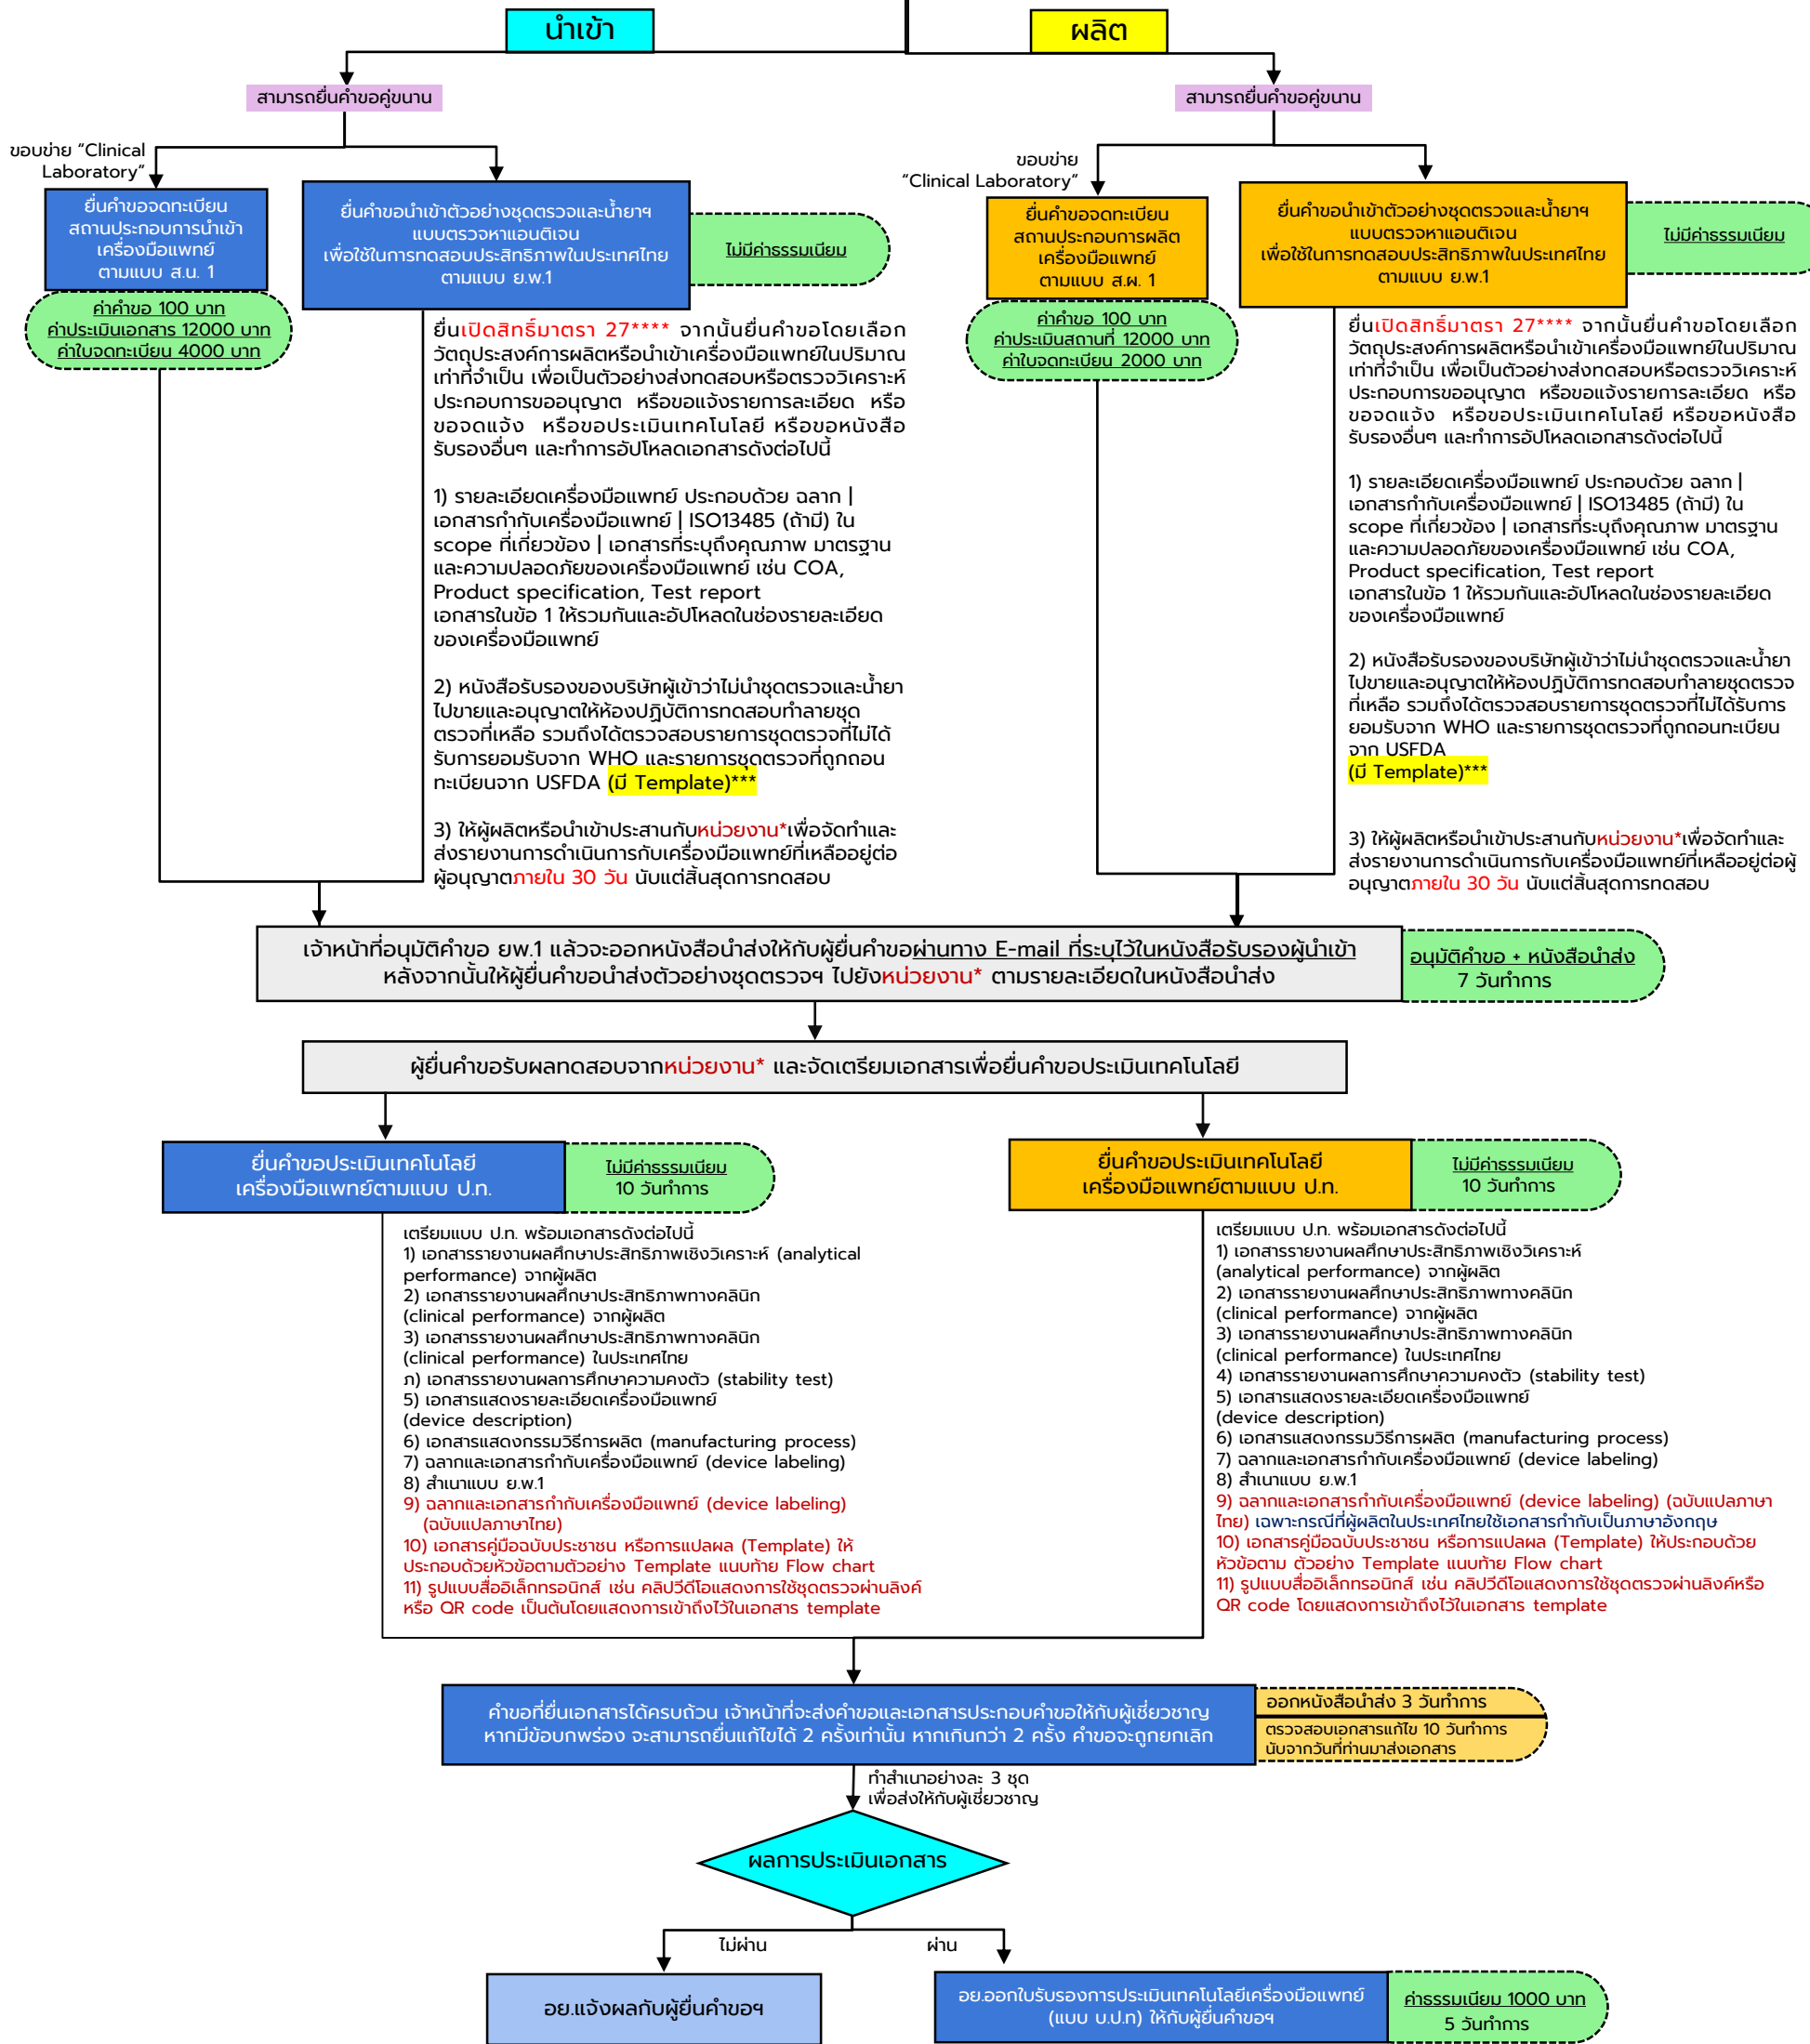 นำเข้า
ผลิต
สามารถยื่นคำขอคู่ขนาน
สามารถยื่นคำขอคู่ขนาน
ขอบข่าย “Clinical
Laboratory”
ยื่นคำขอจดทะเบียน
สถานประกอบการนำเข้า
เครื่องมือแพทย์
ตามแบบ ส.น. 1
ค่าคำขอ 100 บาท
ค่าประเมินเอกสาร 12000 บาท
ค่าใบจดทะเบียน 4000 บาท
ยื่นคำขอนำเข้าตัวอย่างชุดตรวจและน้ำยาฯ
แบบตรวจหาแอนติเจน
เพื่อใช้ในการทดสอบประสิทธิภาพในประเทศไทย
ตามแบบ ย.พ.1
ไม่มีค่าธรรมเนียม
ขอบข่าย
“Clinical Laboratory”
ยื่นคำขอจดทะเบียน
สถานประกอบการผลิต
เครื่องมือแพทย์
ตามแบบ ส.ผ. 1
ค่าคำขอ 100 บาท
ค่าประเมินสถานที่ 12000 บาท
ค่าใบจดทะเบียน 2000 บาท
ยื่นคำขอนำเข้าตัวอย่างชุดตรวจและน้ำยาฯ
แบบตรวจหาแอนติเจน
เพื่อใช้ในการทดสอบประสิทธิภาพในประเทศไทย
ตามแบบ ย.พ.1
ไม่มีค่าธรรมเนียม
ยื่นเปิดสิทธิ์มาตรา 27**** จากนั้นยื่นคำขอโดยเลือก
วัตถุประสงค์การผลิตหรือนำเข้าเครื่องมือแพทย์ในปริมาณ
เท่าที่จำเป็น เพื่อเป็นตัวอย่างส่งทดสอบหรือตรวจวิเคราะห์
ประกอบการขออนุญาต หรือขอแจ้งรายการละเอียด หรือ
ขอจดแจ้ง หรือขอประเมินเทคโนโลยี หรือขอหนังสือ
รับรองอื่นๆ และทำการอัปโหลดเอกสารดังต่อไปนี้
1) รายละเอียดเครื่องมือแพทย์ ประกอบด้วย ฉลาก |
เอกสารกำกับเครื่องมือแพทย์ | ISO13485 (ถ้ามี) ใน
scope ที่เกี่ยวข้อง | เอกสารที่ระบุถึงคุณภาพ มาตรฐาน
และความปลอดภัยของเครื่องมือแพทย์ เช่น COA,
Product specification, Test report
เอกสารในข้อ 1 ให้รวมกันและอัปโหลดในช่องรายละเอียด
ของเครื่องมือแพทย์
2) หนังสือรับรองของบริษัทผู้เข้าว่าไม่นำชุดตรวจและน้ำยา
ไปขายและอนุญาตให้ห้องปฏิบัติการทดสอบทำลายชุด
ตรวจที่เหลือ รวมถึงได้ตรวจสอบรายการชุดตรวจที่ไม่ได้
รับการยอมรับจาก WHO และรายการชุดตรวจที่ถูกถอน
ทะเบียนจาก USFDA (มี Template)***
3) ให้ผู้ผลิตหรือนำเข้าประสานกับหน่วยงาน*เพื่อจัดทำและ
ส่งรายงานการดำเนินการกับเครื่องมือแพทย์ที่เหลืออยู่ต่อ
ผู้อนุญาตภายใน 30 วัน นับแต่สิ้นสุดการทดสอบ
ยื่นเปิดสิทธิ์มาตรา 27**** จากนั้นยื่นคำขอโดยเลือก
วัตถุประสงค์การผลิตหรือนำเข้าเครื่องมือแพทย์ในปริมาณ
เท่าที่จำเป็น เพื่อเป็นตัวอย่างส่งทดสอบหรือตรวจวิเคราะห์
ประกอบการขออนุญาต หรือขอแจ้งรายการละเอียด หรือ
ขอจดแจ้ง หรือขอประเมินเทคโนโลยี หรือขอหนังสือ
รับรองอื่นๆ และทำการอัปโหลดเอกสารดังต่อไปนี้
1) รายละเอียดเครื่องมือแพทย์ ประกอบด้วย ฉลาก |
เอกสารกำกับเครื่องมือแพทย์ | ISO13485 (ถ้ามี) ใน
scope ที่เกี่ยวข้อง | เอกสารที่ระบุถึงคุณภาพ มาตรฐาน
และความปลอดภัยของเครื่องมือแพทย์ เช่น COA,
Product specification, Test report
เอกสารในข้อ 1 ให้รวมกันและอัปโหลดในช่องรายละเอียด
ของเครื่องมือแพทย์
2) หนังสือรับรองของบริษัทผู้เข้าว่าไม่นำชุดตรวจและน้ำยา
ไปขายและอนุญาตให้ห้องปฏิบัติการทดสอบทำลายชุดตรวจ
ที่เหลือ รวมถึงได้ตรวจสอบรายการชุดตรวจที่ไม่ได้รับการ
ยอมรับจาก WHO และรายการชุดตรวจที่ถูกถอนทะเบียน
จาก USFDA
(มี Template)***
3) ให้ผู้ผลิตหรือนำเข้าประสานกับหน่วยงาน*เพื่อจัดทำและ
ส่งรายงานการดำเนินการกับเครื่องมือแพทย์ที่เหลืออยู่ต่อผู้
อนุญาตภายใน 30 วัน นับแต่สิ้นสุดการทดสอบ
เจ้าหน้าที่อนุมัติคำขอ ยพ.1 แล้วจะออกหนังสือนำส่งให้กับผู้ยื่นคำขอผ่านทาง E-mail ที่ระบุไว้ในหนังสือรับรองผู้นำเข้า
หลังจากนั้นให้ผู้ยื่นคำขอนำส่งตัวอย่างชุดตรวจฯ ไปยังหน่วยงาน* ตามรายละเอียดในหนังสือนำส่ง
อนุมัติคำขอ + หนังสือนำส่ง
7 วันทำการ
ผู้ยื่นคำขอรับผลทดสอบจากหน่วยงาน* และจัดเตรียมเอกสารเพื่อยื่นคำขอประเมินเทคโนโลยี
ยื่นคำขอประเมินเทคโนโลยี
เครื่องมือแพทย์ตามแบบ ป.ท.
ไม่มีค่าธรรมเนียม
10 วันทำการ
ยื่นคำขอประเมินเทคโนโลยี
เครื่องมือแพทย์ตามแบบ ป.ท.
ไม่มีค่าธรรมเนียม
10 วันทำการ
เตรียมแบบ ป.ท. พร้อมเอกสารดังต่อไปนี้
1) เอกสารรายงานผลศึกษาประสิทธิภาพเชิงวิเคราะห์ (analytical
performance) จากผู้ผลิต
2) เอกสารรายงานผลศึกษาประสิทธิภาพทางคลินิก
(clinical performance) จากผู้ผลิต
3) เอกสารรายงานผลศึกษาประสิทธิภาพทางคลินิก
(clinical performance) ในประเทศไทย
ภ) เอกสารรายงานผลการศึกษาความคงตัว (stability test)
5) เอกสารแสดงรายละเอียดเครื่องมือแพทย์
(device description)
6) เอกสารแสดงกรรมวิธีการผลิต (manufacturing process)
7) ฉลากและเอกสารกำกับเครื่องมือแพทย์ (device labeling)
8) สำเนาแบบ ย.พ.1
9) ฉลากและเอกสารกำกับเครื่องมือแพทย์ (device labeling)
(ฉบับแปลภาษาไทย)
10) เอกสารคู่มือฉบับประชาชน หรือการแปลผล (Template) ให้
ประกอบด้วยหัวข้อตามตัวอย่าง Template แนบท้าย Flow chart
11) รูปแบบสื่ออิเล็กทรอนิกส์ เช่น คลิปวีดีโอแสดงการใช้ชุดตรวจผ่านลิงค์
หรือ QR code เป็นต้นโดยแสดงการเข้าถึงไว้ในเอกสาร template
เตรียมแบบ ป.ท. พร้อมเอกสารดังต่อไปนี้
1) เอกสารรายงานผลศึกษาประสิทธิภาพเชิงวิเคราะห์
(analytical performance) จากผู้ผลิต
2) เอกสารรายงานผลศึกษาประสิทธิภาพทางคลินิก
(clinical performance) จากผู้ผลิต
3) เอกสารรายงานผลศึกษาประสิทธิภาพทางคลินิก
(clinical performance) ในประเทศไทย
4) เอกสารรายงานผลการศึกษาความคงตัว (stability test)
5) เอกสารแสดงรายละเอียดเครื่องมือแพทย์
(device description)
6) เอกสารแสดงกรรมวิธีการผลิต (manufacturing process)
7) ฉลากและเอกสารกำกับเครื่องมือแพทย์ (device labeling)
8) สำเนาแบบ ย.พ.1
9) ฉลากและเอกสารกำกับเครื่องมือแพทย์ (device labeling) (ฉบับแปลภาษา
ไทย) เฉพาะกรณีที่ผู้ผลิตในประเทศไทยใช้เอกสารกำกับเป็นภาษาอังกฤษ
10) เอกสารคู่มือฉบับประชาชน หรือการแปลผล (Template) ให้ประกอบด้วย
หัวข้อตาม ตัวอย่าง Template แนบท้าย Flow chart
11) รูปแบบสื่ออิเล็กทรอนิกส์ เช่น คลิปวีดีโอแสดงการใช้ชุดตรวจผ่านลิงค์หรือ
QR code โดยแสดงการเข้าถึงไว้ในเอกสาร template
คำขอที่ยื่นเอกสารได้ครบถ้วน เจ้าหน้าที่จะส่งคำขอและเอกสารประกอบคำขอให้กับผู้เชี่ยวชาญ
หากมีข้อบกพร่อง จะสามารถยื่นแก้ไขได้ 2 ครั้งเท่านั้น หากเกินกว่า 2 ครั้ง คำขอจะถูกยกเลิก
ออกหนังสือนำส่ง 3 วันทำการ
ตรวจสอบเอกสารแก้ไข 10 วันทำการ
นับจากวันที่ท่านมาส่งเอกสาร
ทำสำเนาอย่างละ 3 ชุด
เพื่อส่งให้กับผู้เชี่ยวชาญ
ผลการประเมินเอกสาร
ไม่ผ่าน
ผ่าน
อย.แจ้งผลกับผู้ยื่นคำขอฯ
อย.ออกใบรับรองการประเมินเทคโนโลยีเครื่องมือแพทย์
(แบบ บ.ป.ท) ให้กับผู้ยื่นคำขอฯ
ค่าธรรมเนียม 1000 บาท
5 วันทำการ